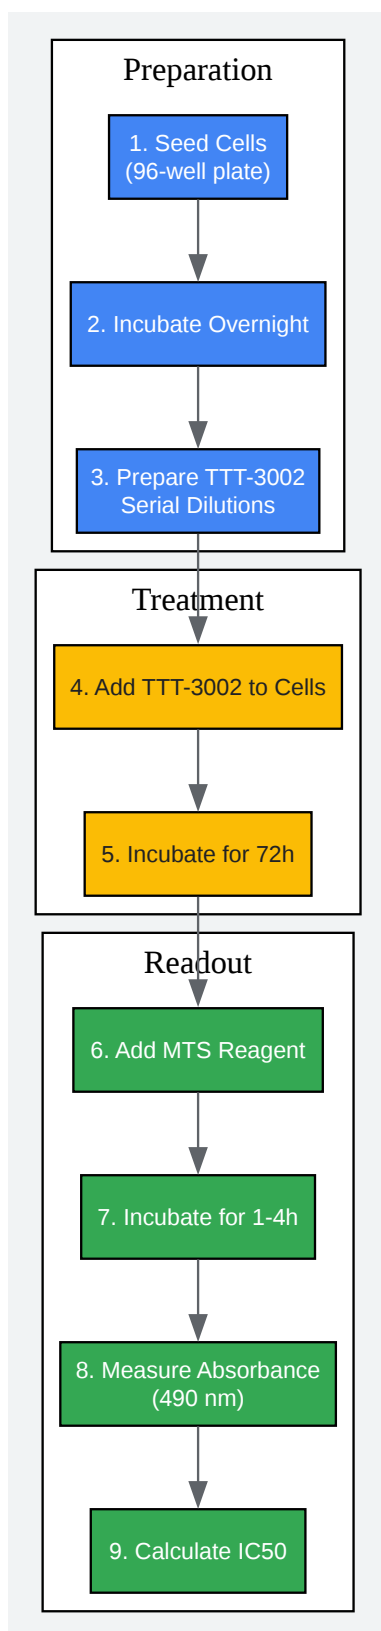 Preparation
1. Seed Cells
(96-well plate)
2. Incubate Overnight
3. Prepare TTT-3002
Serial Dilutions
Treatment
4. Add TTT-3002 to Cells
5. Incubate for 72h
Readout
6. Add MTS Reagent
7. Incubate for 1-4h
8. Measure Absorbance
(490 nm)
9. Calculate IC50